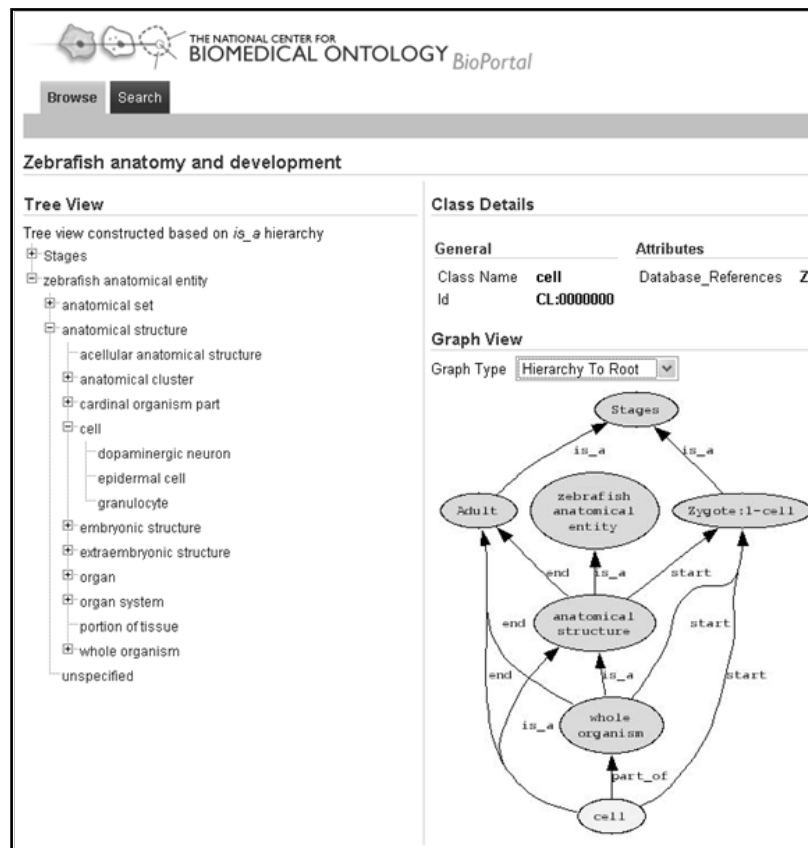 THE NATIONAL CENTER FOR
BIOMEDICAL ONTOLOGY BioPortal
Browse Search
Zebrafish anatomy and development
Tree View
Tree view constructed based on is_a hierarchy
Stages
zebrafish anatomical entity
anatomical set
anatomical structure
acellular anatomical structure
anatomical cluster
cardinal organism part
cell
dopaminergic neuron
epidermal cell
granulocyte
embryonic structure
extraembryonic structure
organ
organ system
portion of tissue
whole organism
unspecified
Class Details
General Attributes
Class Name cell Database_References Z
Id CL:0000000
Graph View
Graph Type Hierarchy To Root
Stages
is_a is_a
zebrafish
anatomical
entity
Adult Zygote:1-cell
end is_a start
anatomical
structure
end start
end is_a start
is_a
whole
organism
part_of
cell